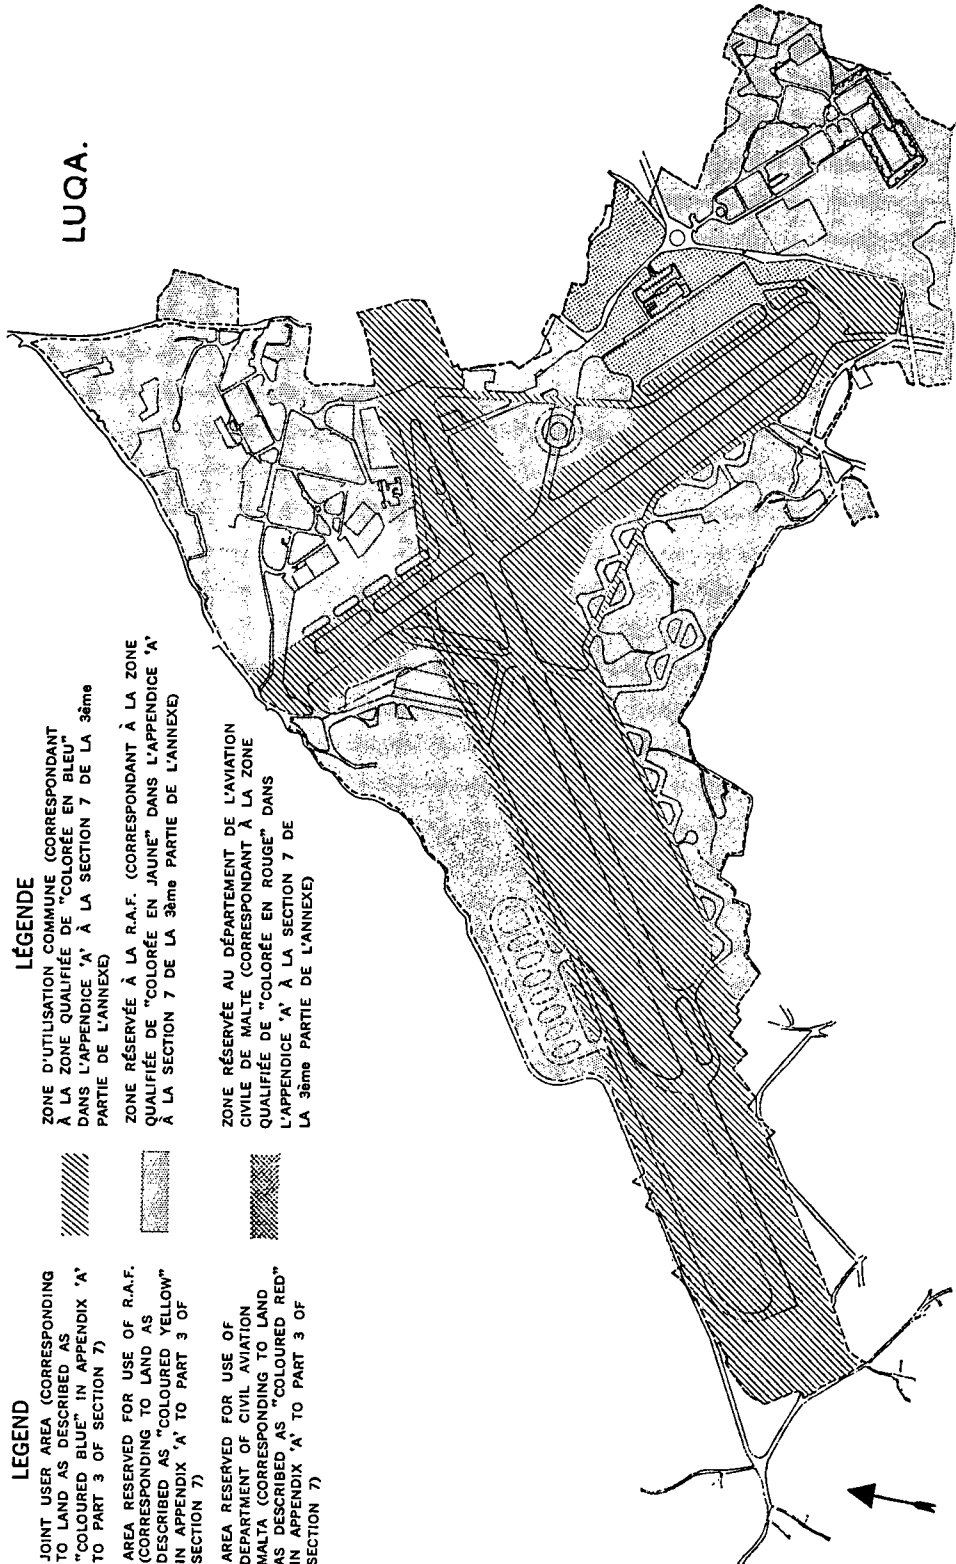 LUQA.
LEGEND
JOINT USER AREA (CORRESPONDING
TO LAND AS DESCRIBED AS
"COLOURED BLUE" IN APPENDIX 'A'
TO PART 3 OF SECTION 7)
AREA RESERVED FOR USE OF R.A.F.
(CORRESPONDING TO LAND AS
DESCRIBED AS "COLOURED YELLOW"
IN APPENDIX 'A' TO PART 3 OF
SECTION 7)
AREA RESERVED FOR USE OF
DEPARTMENT OF CIVIL AVIATION
MALTA (CORRESPONDING TO LAND
AS DESCRIBED AS "COLOURED RED"
IN APPENDIX 'A' TO PART 3 OF
SECTION 7)
LÉGENDE
ZONE D'UTILISATION COMMUNE (CORRESPONDANT
À LA ZONE QUALIFIÉE DE "COLORÉE EN BLEU"
DANS L'APPENDICE 'A' À LA SECTION 7 DE LA 3ême
PARTIE DE L'ANNEXE)
ZONE RÉSERVÉE À LA R.A.F. (CORRESPONDANT À LA ZONE
QUALIFIÉE DE "COLORÉE EN JAUNE" DANS L'APPENDICE 'A'
À LA SECTION 7 DE LA 3ème PARTIE DE L'ANNEXE)
ZONE RÉSERVÉE AU DÉPARTEMENT DE L'AVIATION
CIVILE DE MALTE (CORRESPONDANT À LA ZONE
QUALIFIÉE DE "COLORÉE EN ROUGE" DANS
L'APPENDICE 'A' À LA SECTION 7 DE
LA 3ème PARTIE DE L'ANNEXE)